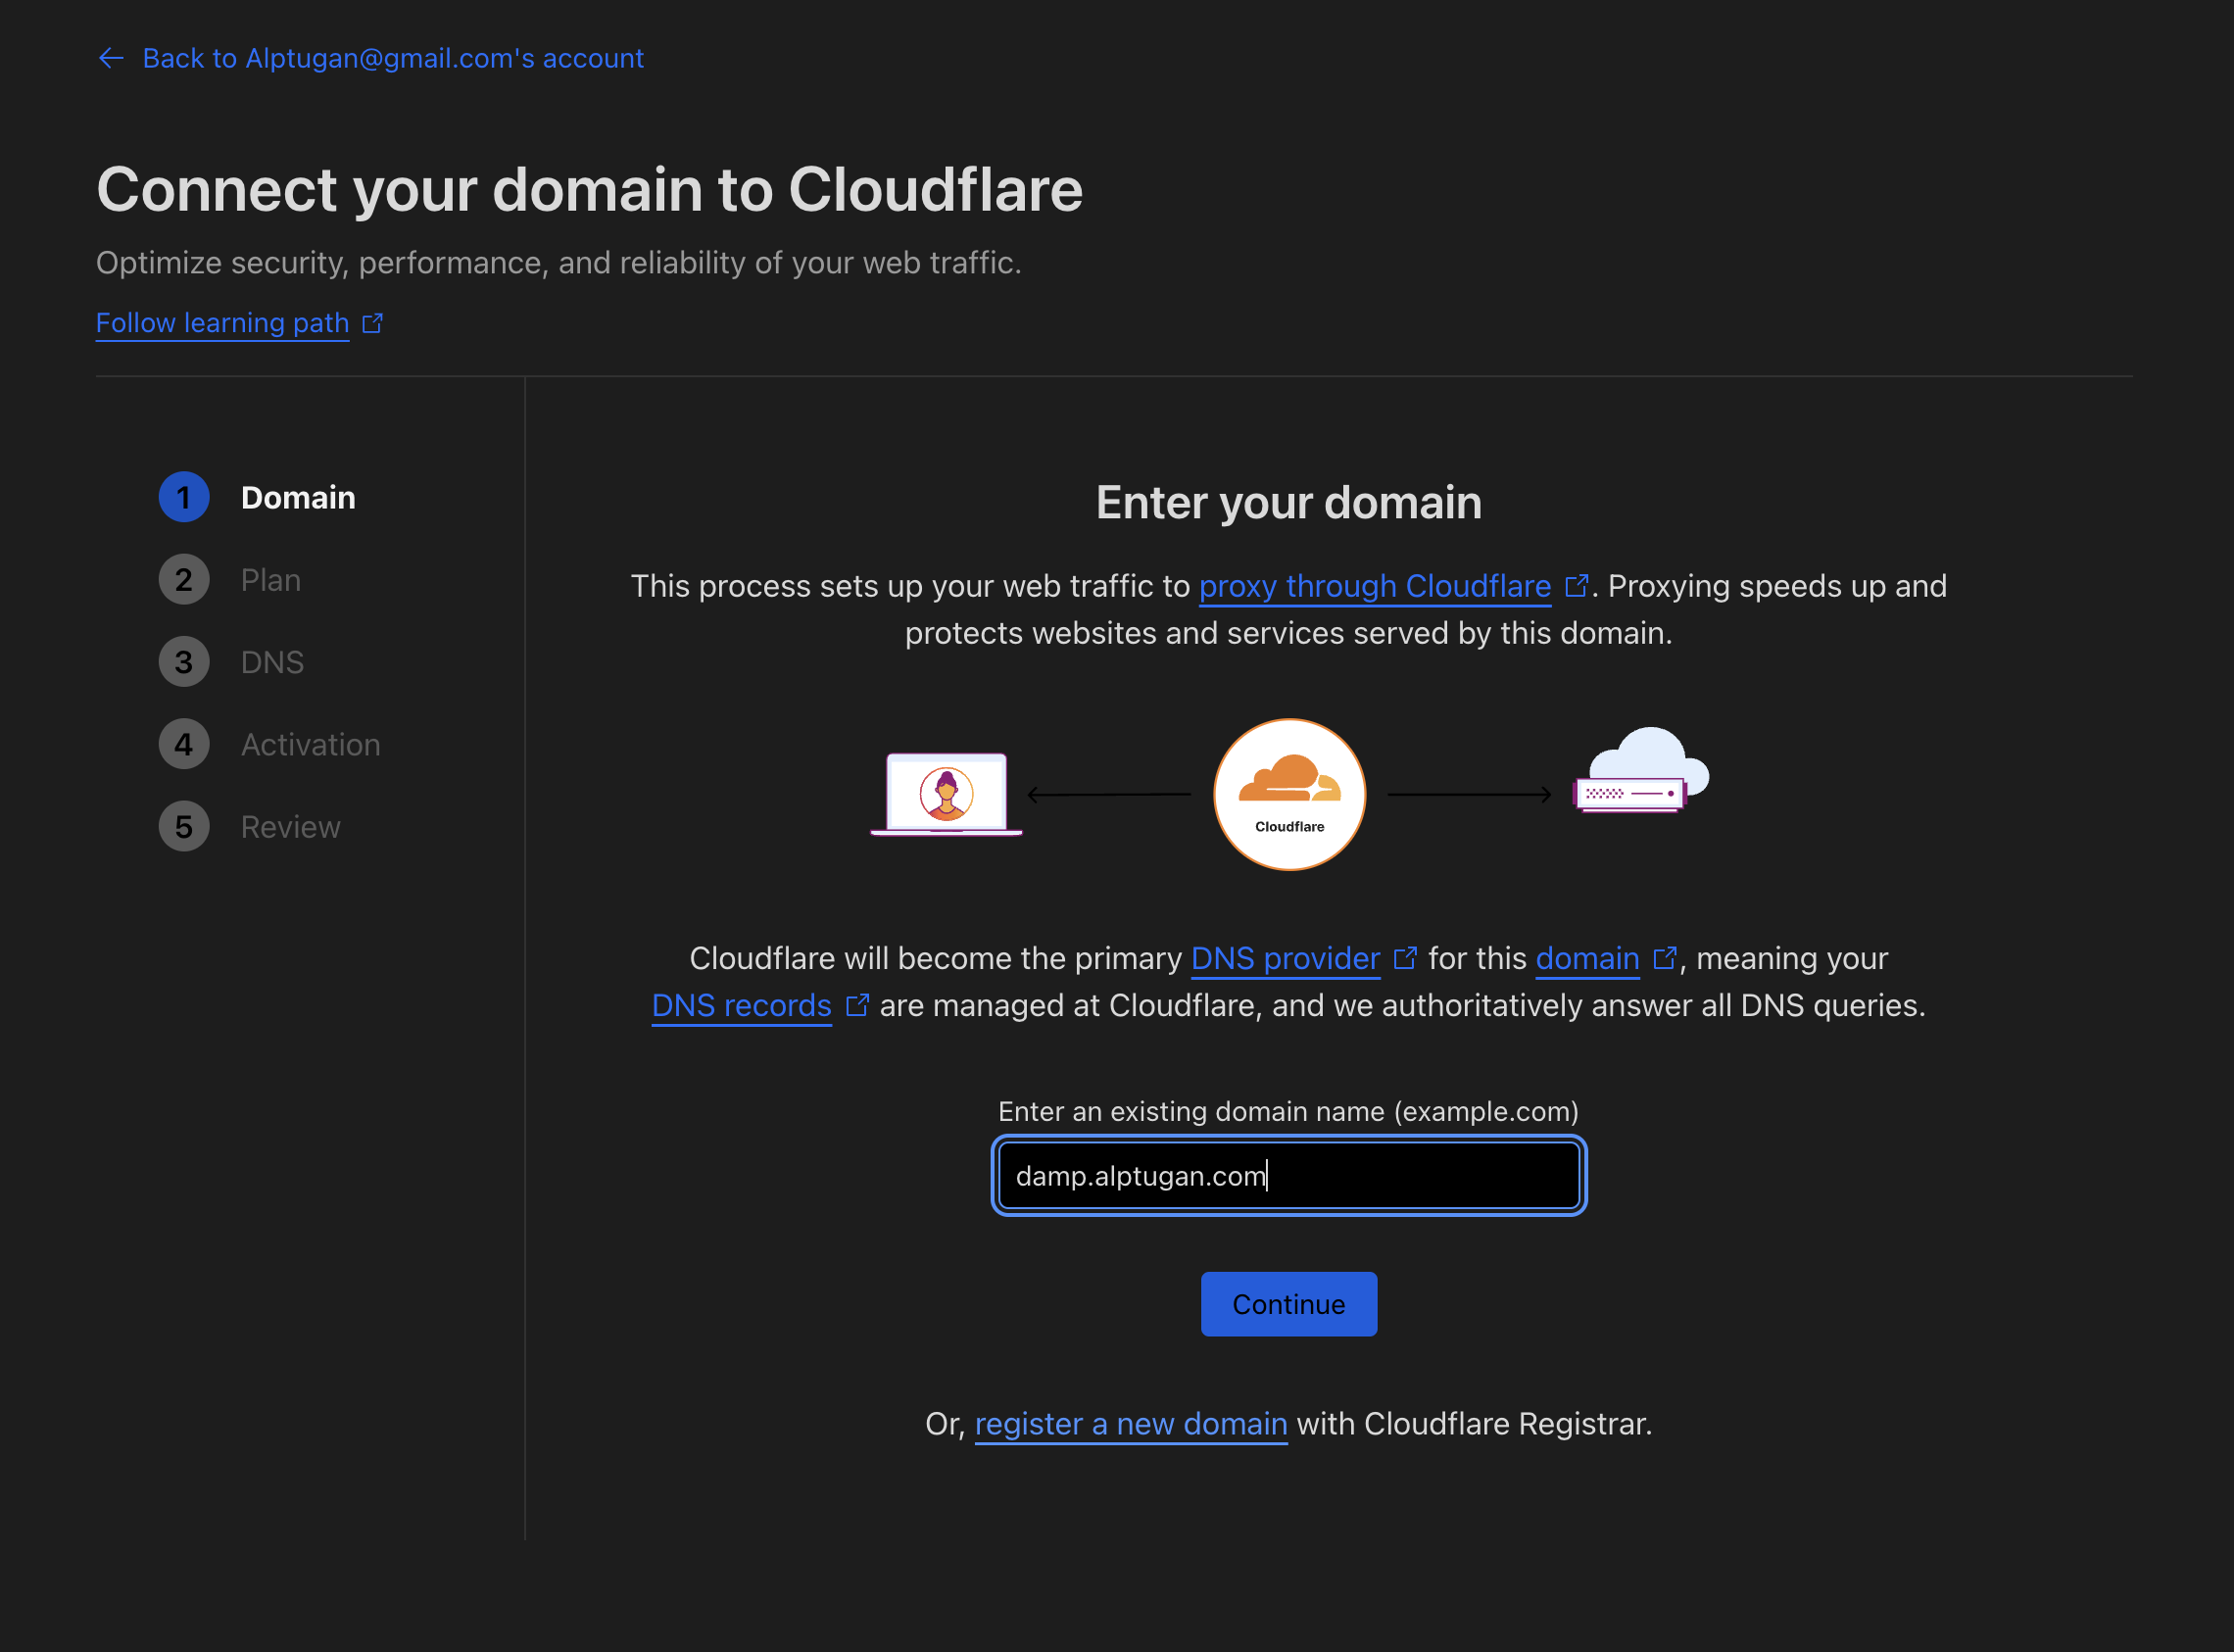 Back to Alptugan@gmail.com's account
Connect your domain to Cloudflare
Optimize security, performance, and reliability of your web traffic.
Follow learning path
1 Domain
2 Plan
3 DNS
4 Activation
5 Review
Enter your domain
This process sets up your web traffic to proxy through Cloudflare. Proxying speeds up and
protects websites and services served by this domain.
Cloudflare
Cloudflare will become the primary DNS provider for this domain, meaning your
DNS records are managed at Cloudflare, and we authoritatively answer all DNS queries.
Enter an existing domain name (example.com)
damp.alptugan.com
Continue
Or, register a new domain with Cloudflare Registrar.